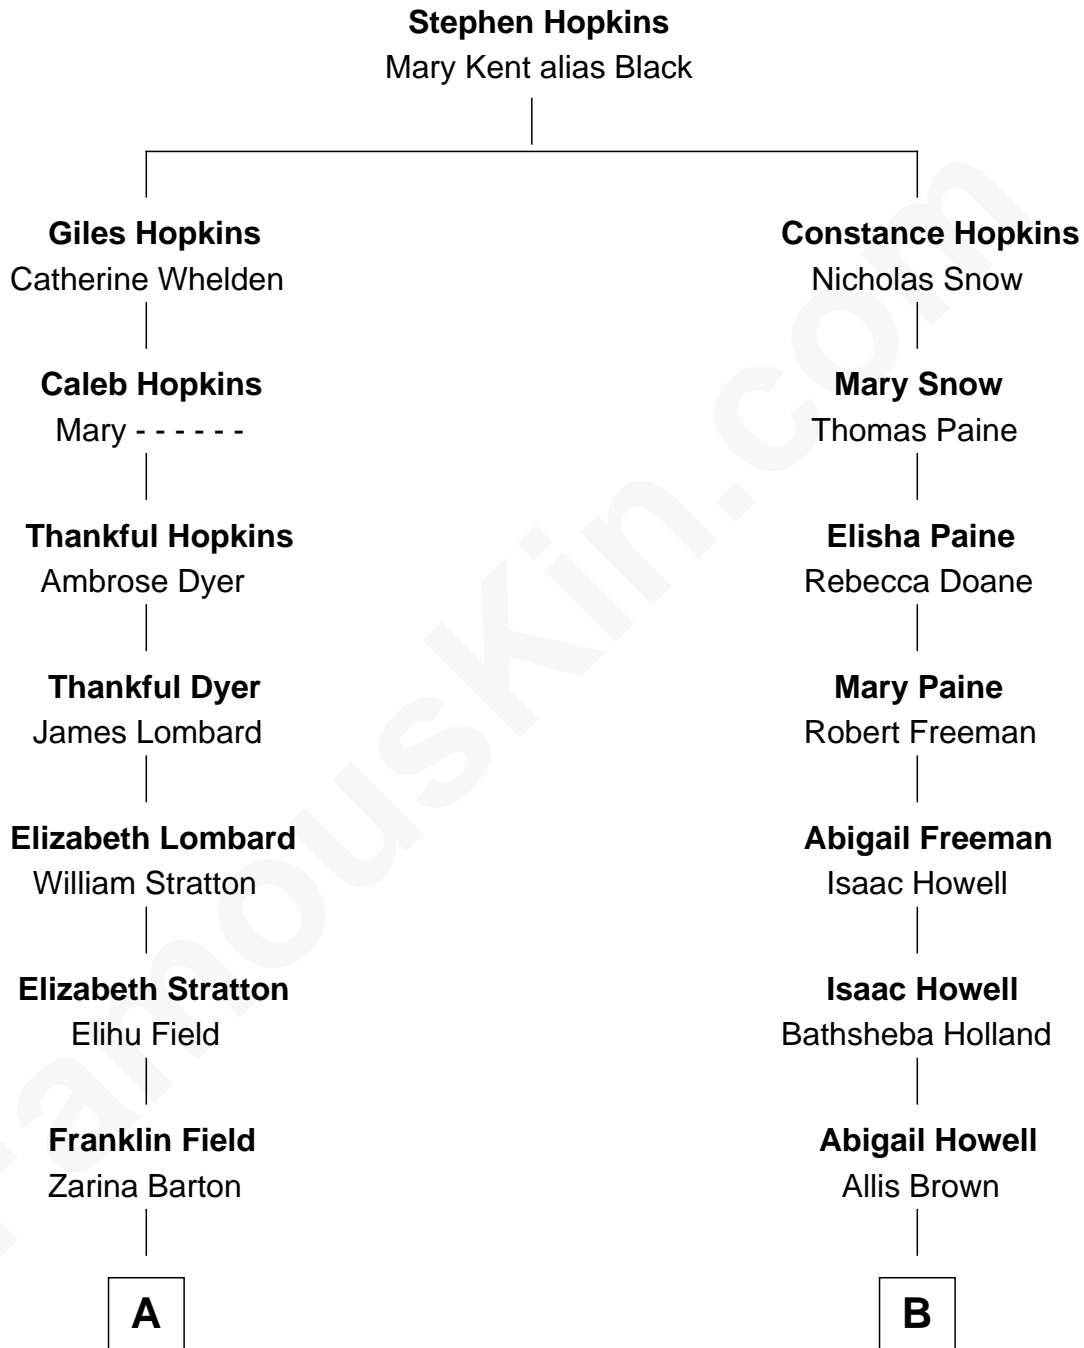 Stephen Hopkins
Mary Kent alias Black
Giles Hopkins
Catherine Whelden
Constance Hopkins
Nicholas Snow
Caleb Hopkins
Mary - - - - - -
Mary Snow
Thomas Paine
Thankful Hopkins
Ambrose Dyer
Elisha Paine
Rebecca Doane
Thankful Dyer
James Lombard
Mary Paine
Robert Freeman
Elizabeth Lombard
William Stratton
Abigail Freeman
Isaac Howell
Elizabeth Stratton
Elihu Field
Isaac Howell
Bathsheba Holland
Franklin Field
Zarina Barton
Abigail Howell
Allis Brown
A
B
FamousKin.com